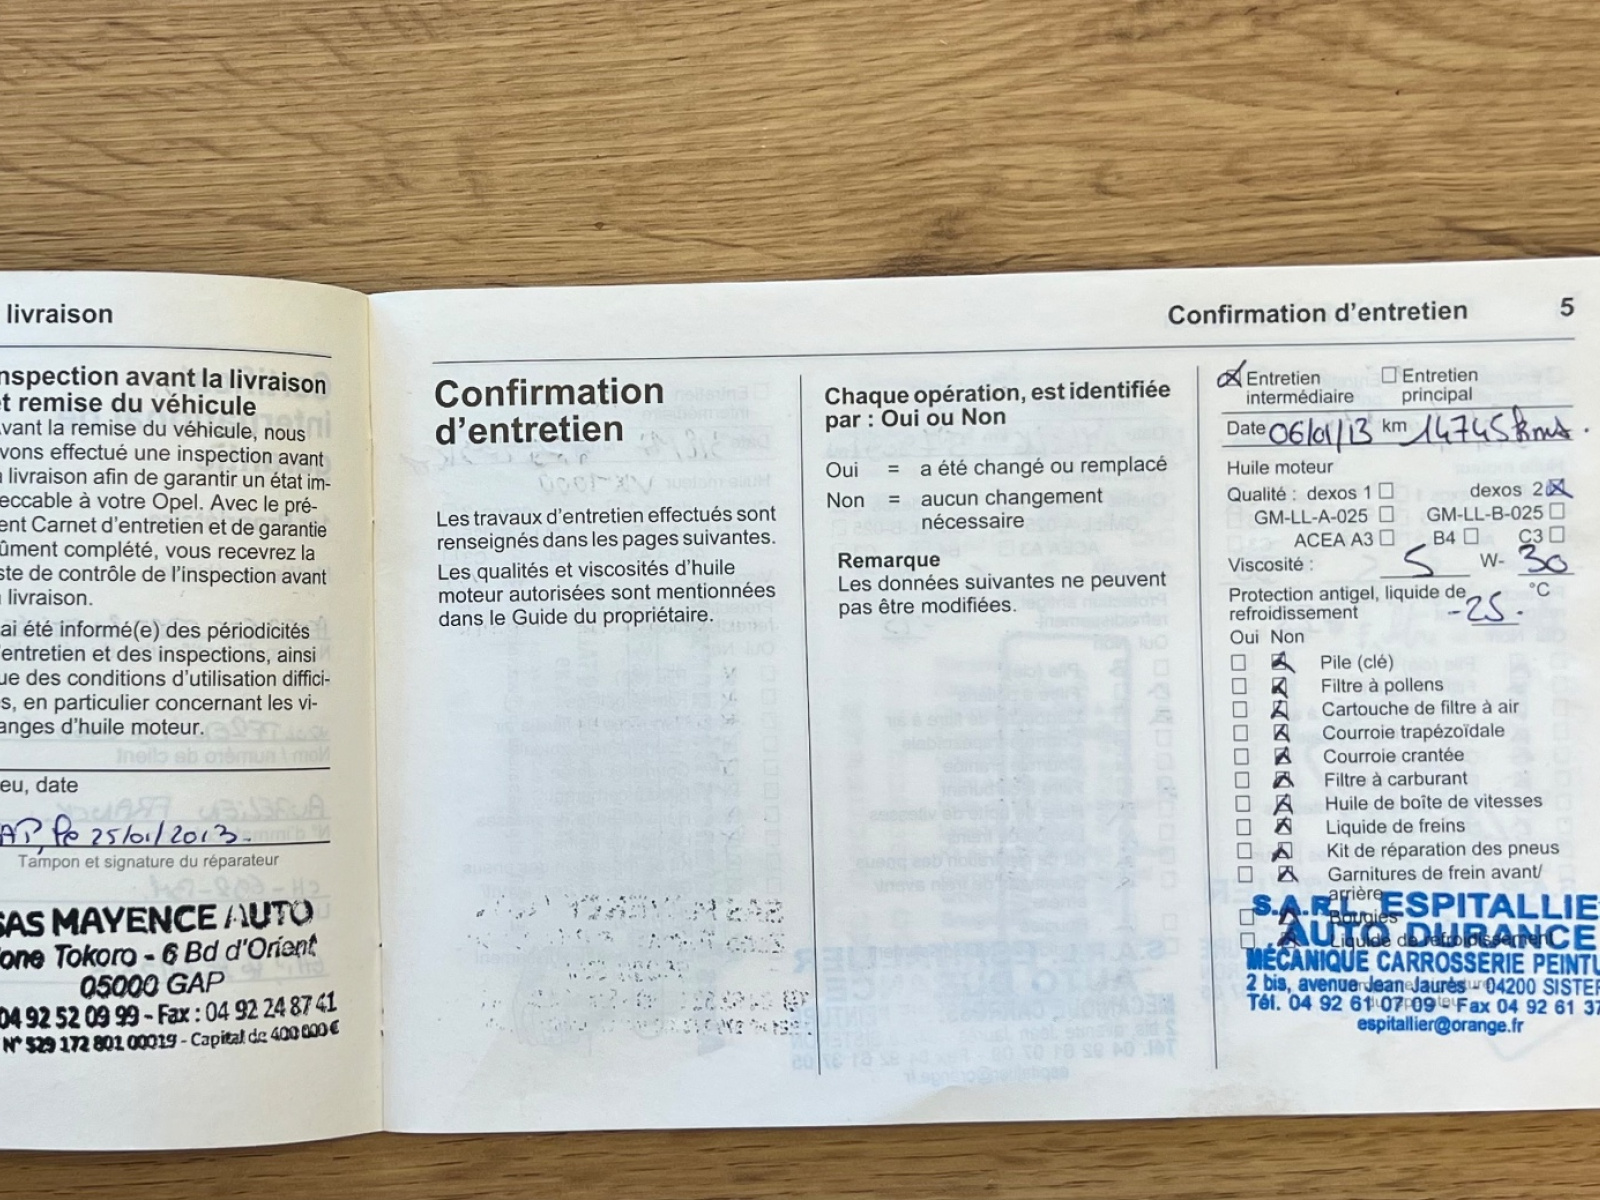 livraison
nspection avant la livraison
t remise du véhicule
vant la remise du véhicule, nous
vons effectué une inspection avant
livraison afin de garantir un état im-
eccable à votre Opel. Avec le pré-
ent Carnet d'entretien et de garantie
ûment complété, vous recevrez la
ste de contrôle de l'inspection avant
livraison.
ai été informé(e) des périodicités
'entretien et des inspections, ainsi
ue des conditions d'utilisation diffici-
s, en particulier concernant les vi-
anges d'huile moteur.
eu, date
AP, le 25/01/2013.
Tampon et signature du réparateur
SAS MAYENCE AUTO
one Tokoro - 6 Bd d'Orient
05000 GAP
04 92 52 09 99 - Fax : 04 92 24 87 41
N° 529 172 801 00019 - Capital de 400 000 €
Confirmation d'entretien 5
Confirmation
d'entretien
Les travaux d'entretien effectués sont
renseignés dans les pages suivantes.
Les qualités et viscosités d'huile
moteur autorisées sont mentionnées
dans le Guide du propriétaire.
Chaque opération, est identifiée
par : Oui ou Non
Oui = a été changé ou remplacé
Non = aucun changement
nécessaire
Remarque
Les données suivantes ne peuvent
pas être modifiées.
Entretien intermédiaire
Entretien principal
Date 06/01/13 km 14745 kms.
Huile moteur
Qualité : dexos 1 dexos 2
GM-LL-A-025 GM-LL-B-025
ACEA A3 B4 C3
Viscosité : 5 W- 30
Protection antigel, liquide de
refroidissement -25. °C
Oui Non
Pile (clé)
Filtre à pollens
Cartouche de filtre à air
Courroie trapézoïdale
Courroie crantée
Filtre à carburant
Huile de boîte de vitesses
Liquide de freins
Kit de réparation des pneus
Garnitures de frein avant/
arrière
Bougies
Liquide de refroidissement
S.A.R.L ESPITALLIE
AUTO DURANCE
MÉCANIQUE CARROSSERIE PEINTU
2 bis, avenue Jean Jaurès - 04200 SISTER
Tél. 04 92 61 07 09 - Fax 04 92 61 37
espitallier@orange.fr